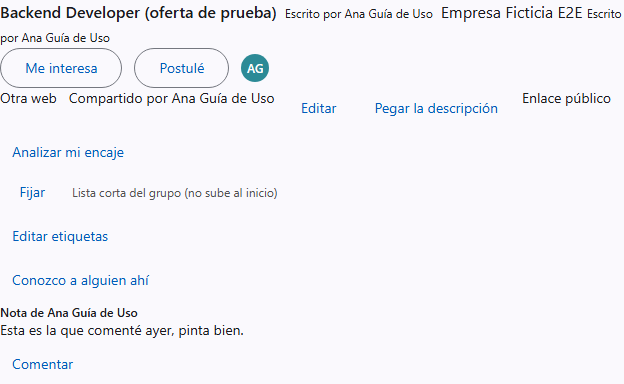 Backend Developer (oferta de prueba) Escrito por Ana Guía de Uso Empresa Ficticia E2E Escrito
por Ana Guía de Uso
Me interesa Postulé AG
Otra web Compartido por Ana Guía de Uso Editar Pegar la descripción Enlace público
Analizar mi encaje
Fijar Lista corta del grupo (no sube al inicio)
Editar etiquetas
Conozco a alguien ahí
Nota de Ana Guía de Uso
Esta es la que comenté ayer, pinta bien.
Comentar